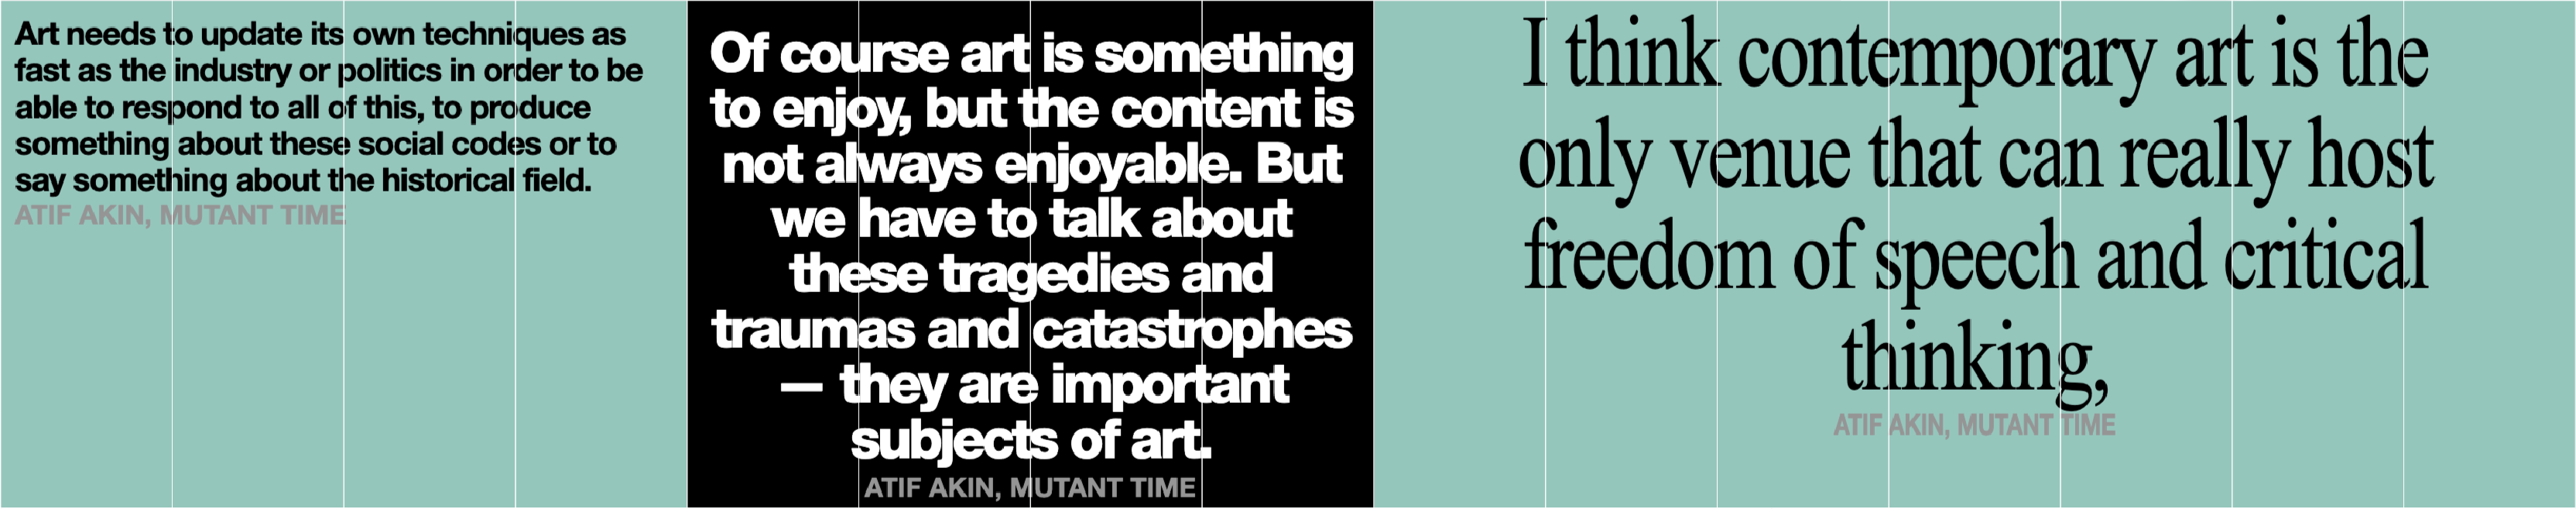 Art needs to update its own techniques as
fast as the industry or politics in order to be
able to respond to all of this, to produce
something about these social codes or to
say something about the historical field.
ATIF AKIN, MUTANT TIME
Of course art is something
to enjoy, but the content is
not always enjoyable. But
we have to talk about
these tragedies and
traumas and catastrophes
— they are important
subjects of art.
ATIF AKIN, MUTANT TIME
I think contemporary art is the
only venue that can really host
freedom of speech and critical
thinking,
ATIF AKIN, MUTANT TIME